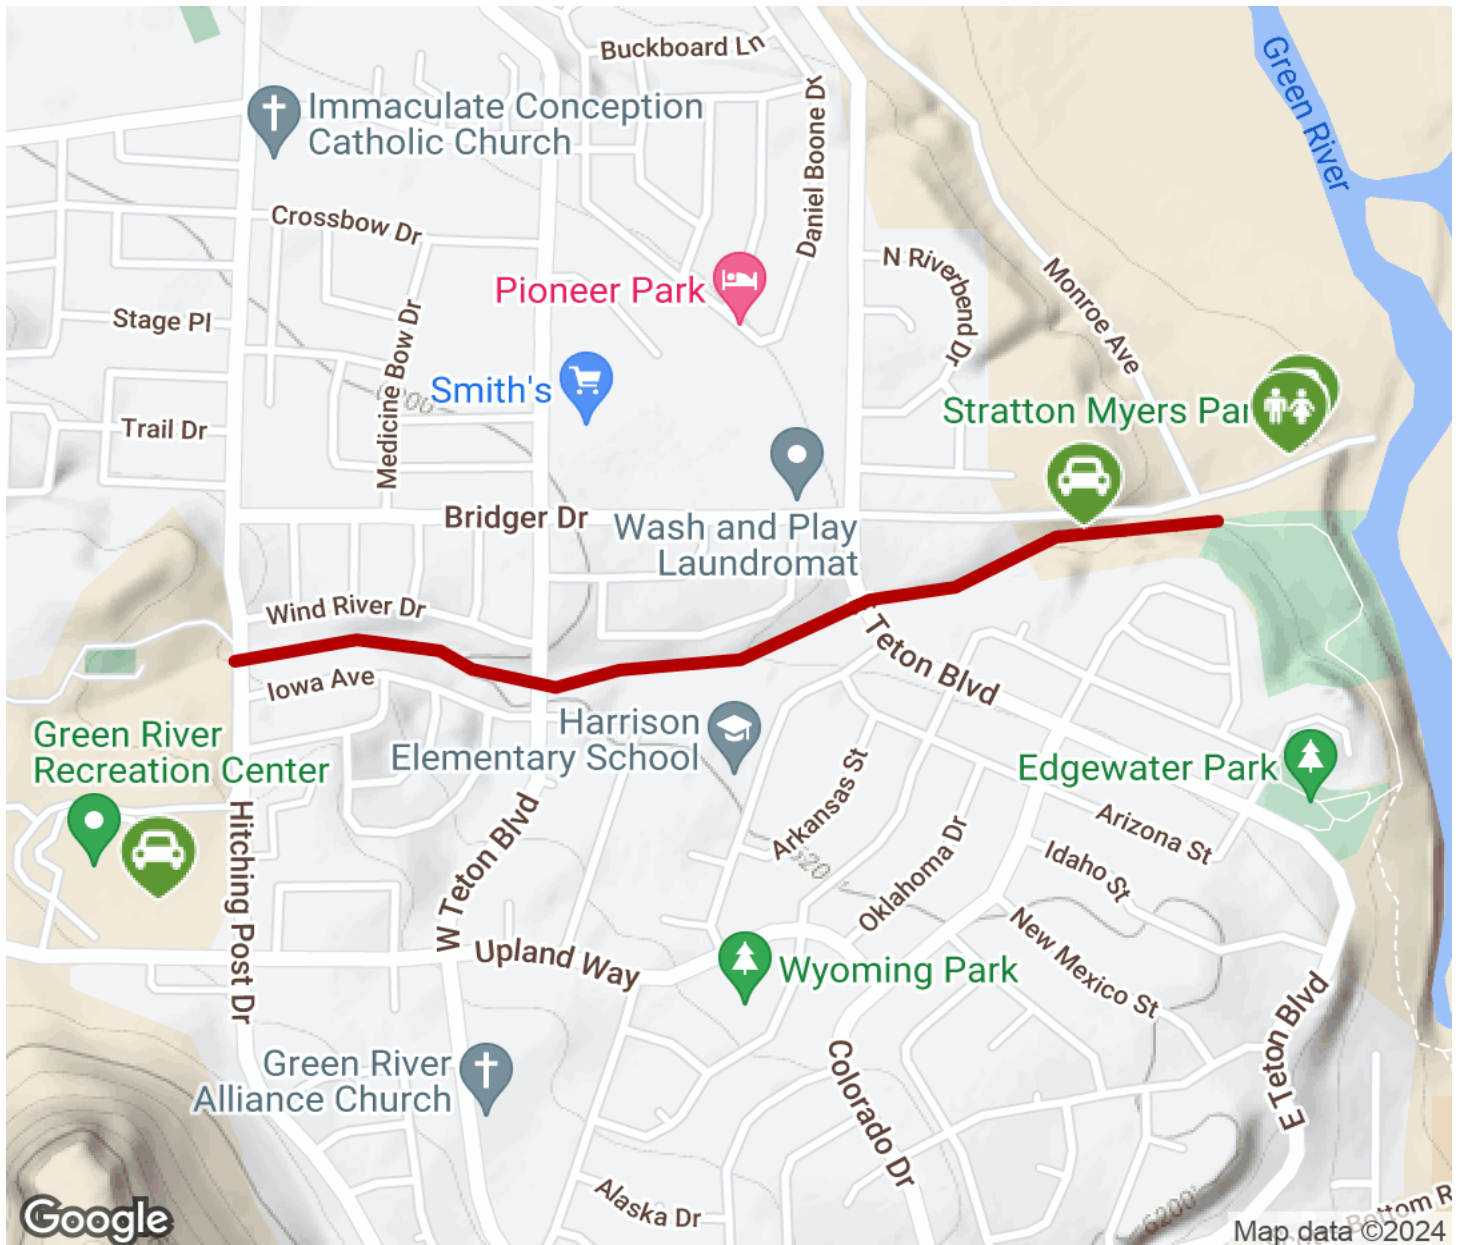 Buckboard Ln
Green River
Immaculate Conception
Catholic Church
Daniel Boone Dr
Crossbow Dr
N Riverbend Dr
Monroe Ave
Pioneer Park
Stage Pl
Medicine Bow Dr
Smith's
Stratton Myers Par
Trail Dr
Bridger Dr
Wash and Play
Laundromat
Wind River Dr
Teton Blvd
Iowa Ave
Harrison
Elementary School
Green River
Recreation Center
Edgewater Park
Arkansas St
Hitching Post Dr
W Teton Blvd
Arizona St
Oklahoma Dr
Idaho St
New Mexico St
Upland Way
Wyoming Park
E Teton Blvd
Green River
Alliance Church
Colorado Dr
Alaska Dr
6200'
Google
Map data ©2024